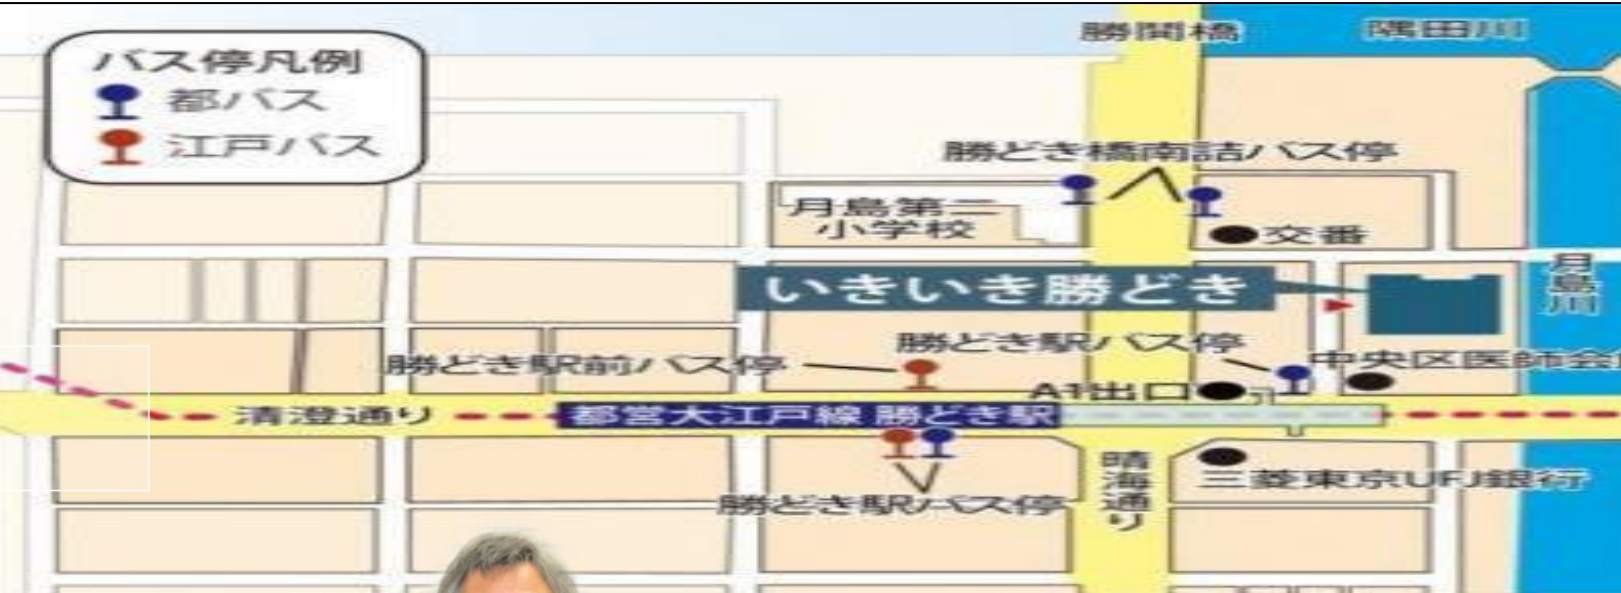 勝鬨橋
隅田川
バス停凡例
都バス
江戸バス
勝どき橋南詰バス停
月島第二
小学校
交番
いきいき勝どき
月島川
勝どき駅バス停
勝どき駅前バス停
中央区医師会
A1出口
清澄通り
都営大江戸線 勝どき駅
晴海通り
三菱東京UFJ銀行
勝どき駅バス停